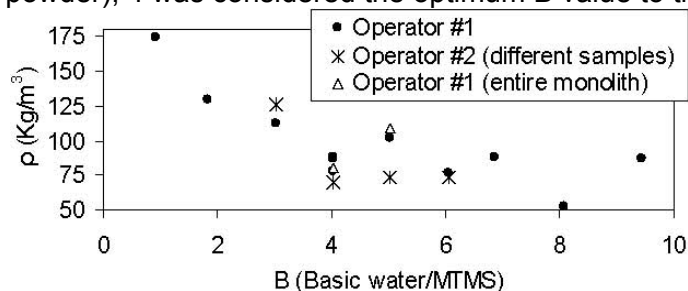 powder), 4 was considered the optimum B value to
● Operator #1
Operator #2 (different samples)
△ Operator #1 (entire monolith)
ρ (Kg/m³)
175
150
125
100
75
50
0 2 4 6 8 10
B (Basic water/MTMS)